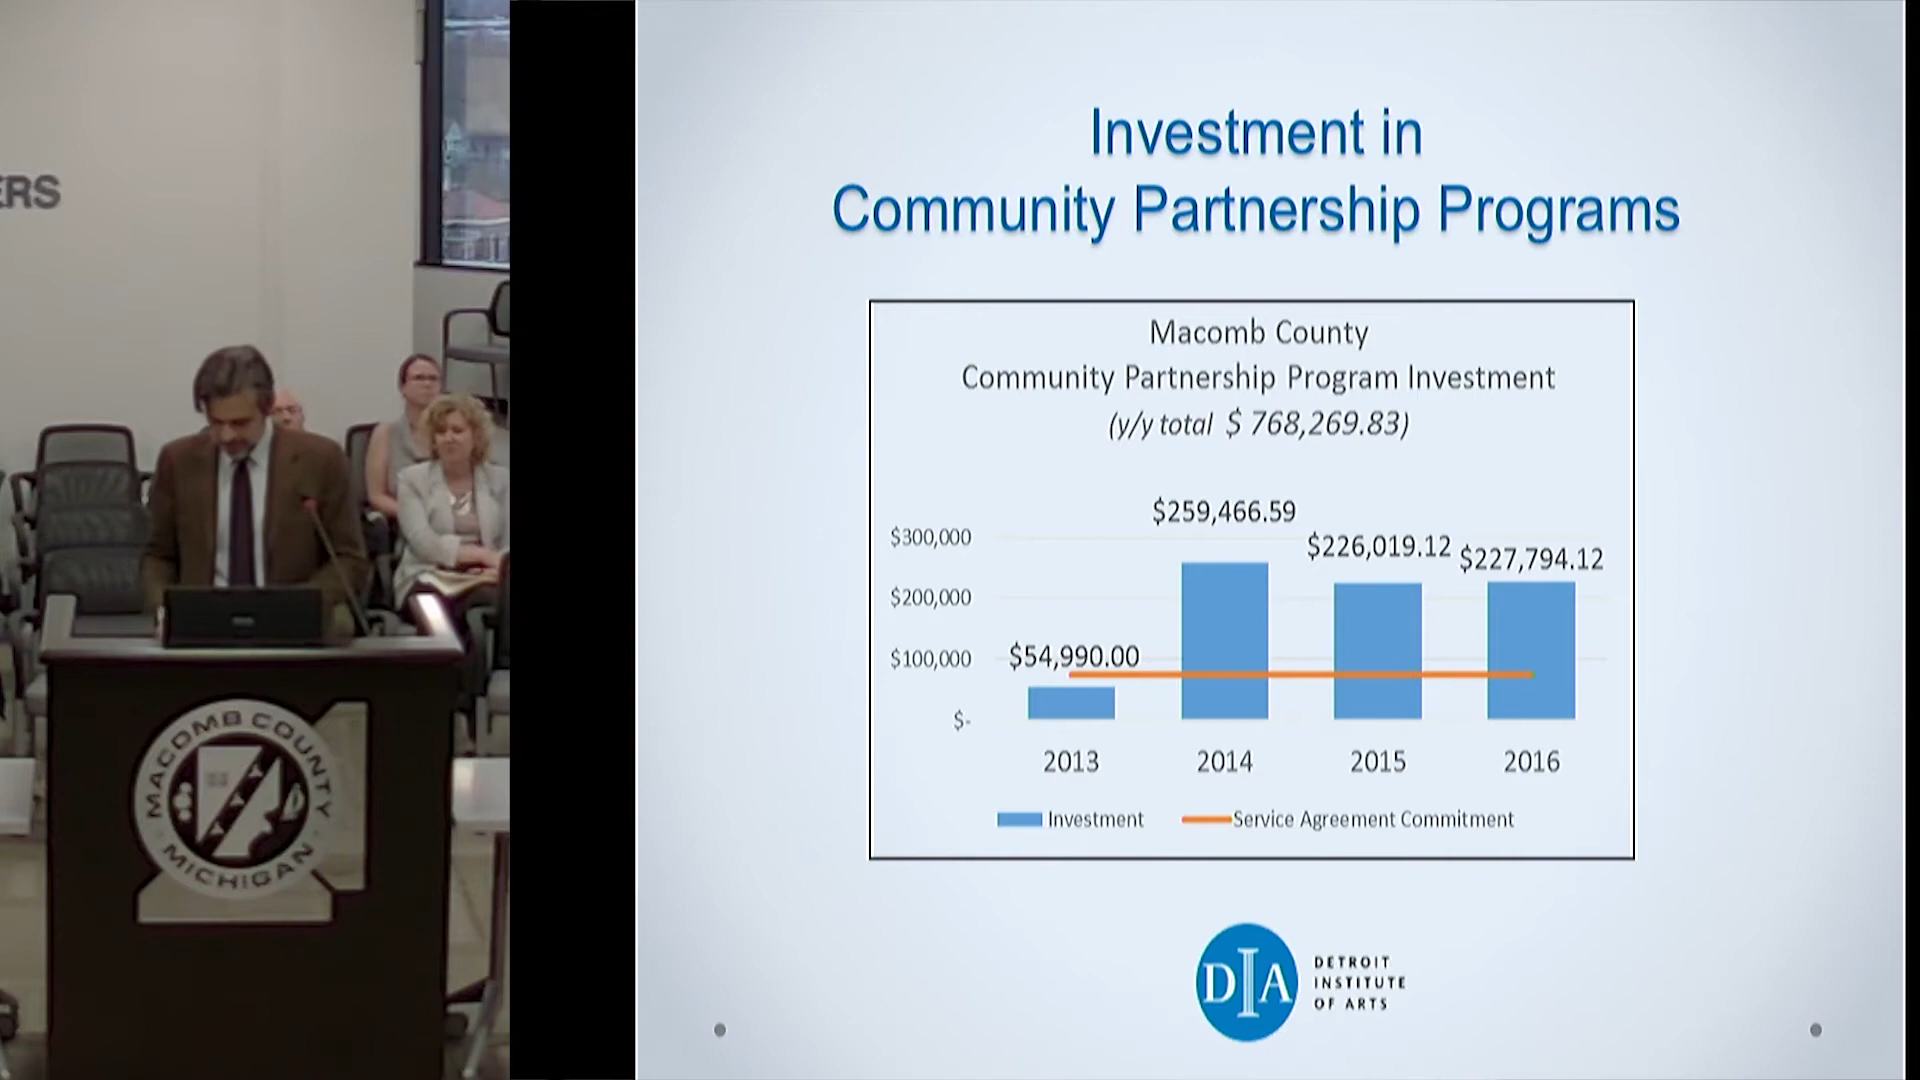 ERS
MACOMB COUNTY
MICHIGAN
Investment in
Community Partnership Programs
Macomb County
Community Partnership Program Investment
(y/y total $ 768,269.83)
$259,466.59
$300,000
$226,019.12
$227,794.12
$200,000
$100,000
$54,990.00
$-
2013 2014 2015 2016
Investment Service Agreement Commitment
DIA
DETROIT
INSTITUTE
OF ARTS